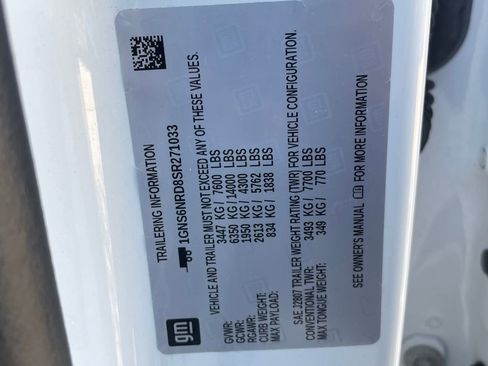 gm
TRAILERING INFORMATION
1GNS6NRD8SR271033
VEHICLE AND TRAILER MUST NOT EXCEED ANY OF THESE VALUES.
GVWR: 3447 KG / 7600 LBS
GCWR: 6350 KG / 14000 LBS
RGAWR: 1950 KG / 4300 LBS
CURB WEIGHT: 2613 KG / 5762 LBS
MAX PAYLOAD: 834 KG / 1838 LBS
SAE J2807 TRAILER WEIGHT RATING (TWR) FOR VEHICLE CONFIGURATION.
CONVENTIONAL TWR: 3493 KG / 7700 LBS
MAX TONGUE WEIGHT: 349 KG / 770 LBS
SEE OWNER'S MANUAL FOR MORE INFORMATION